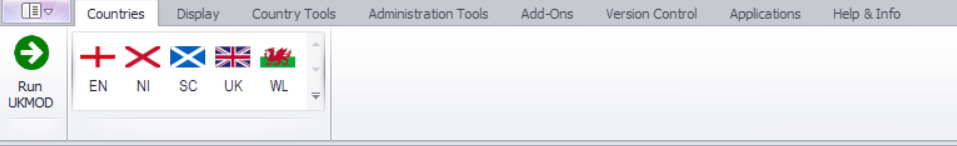 Countries Display Country Tools Administration Tools Add-Ons Version Control Applications Help & Info
Run
UKMOD
EN NI SC UK WL